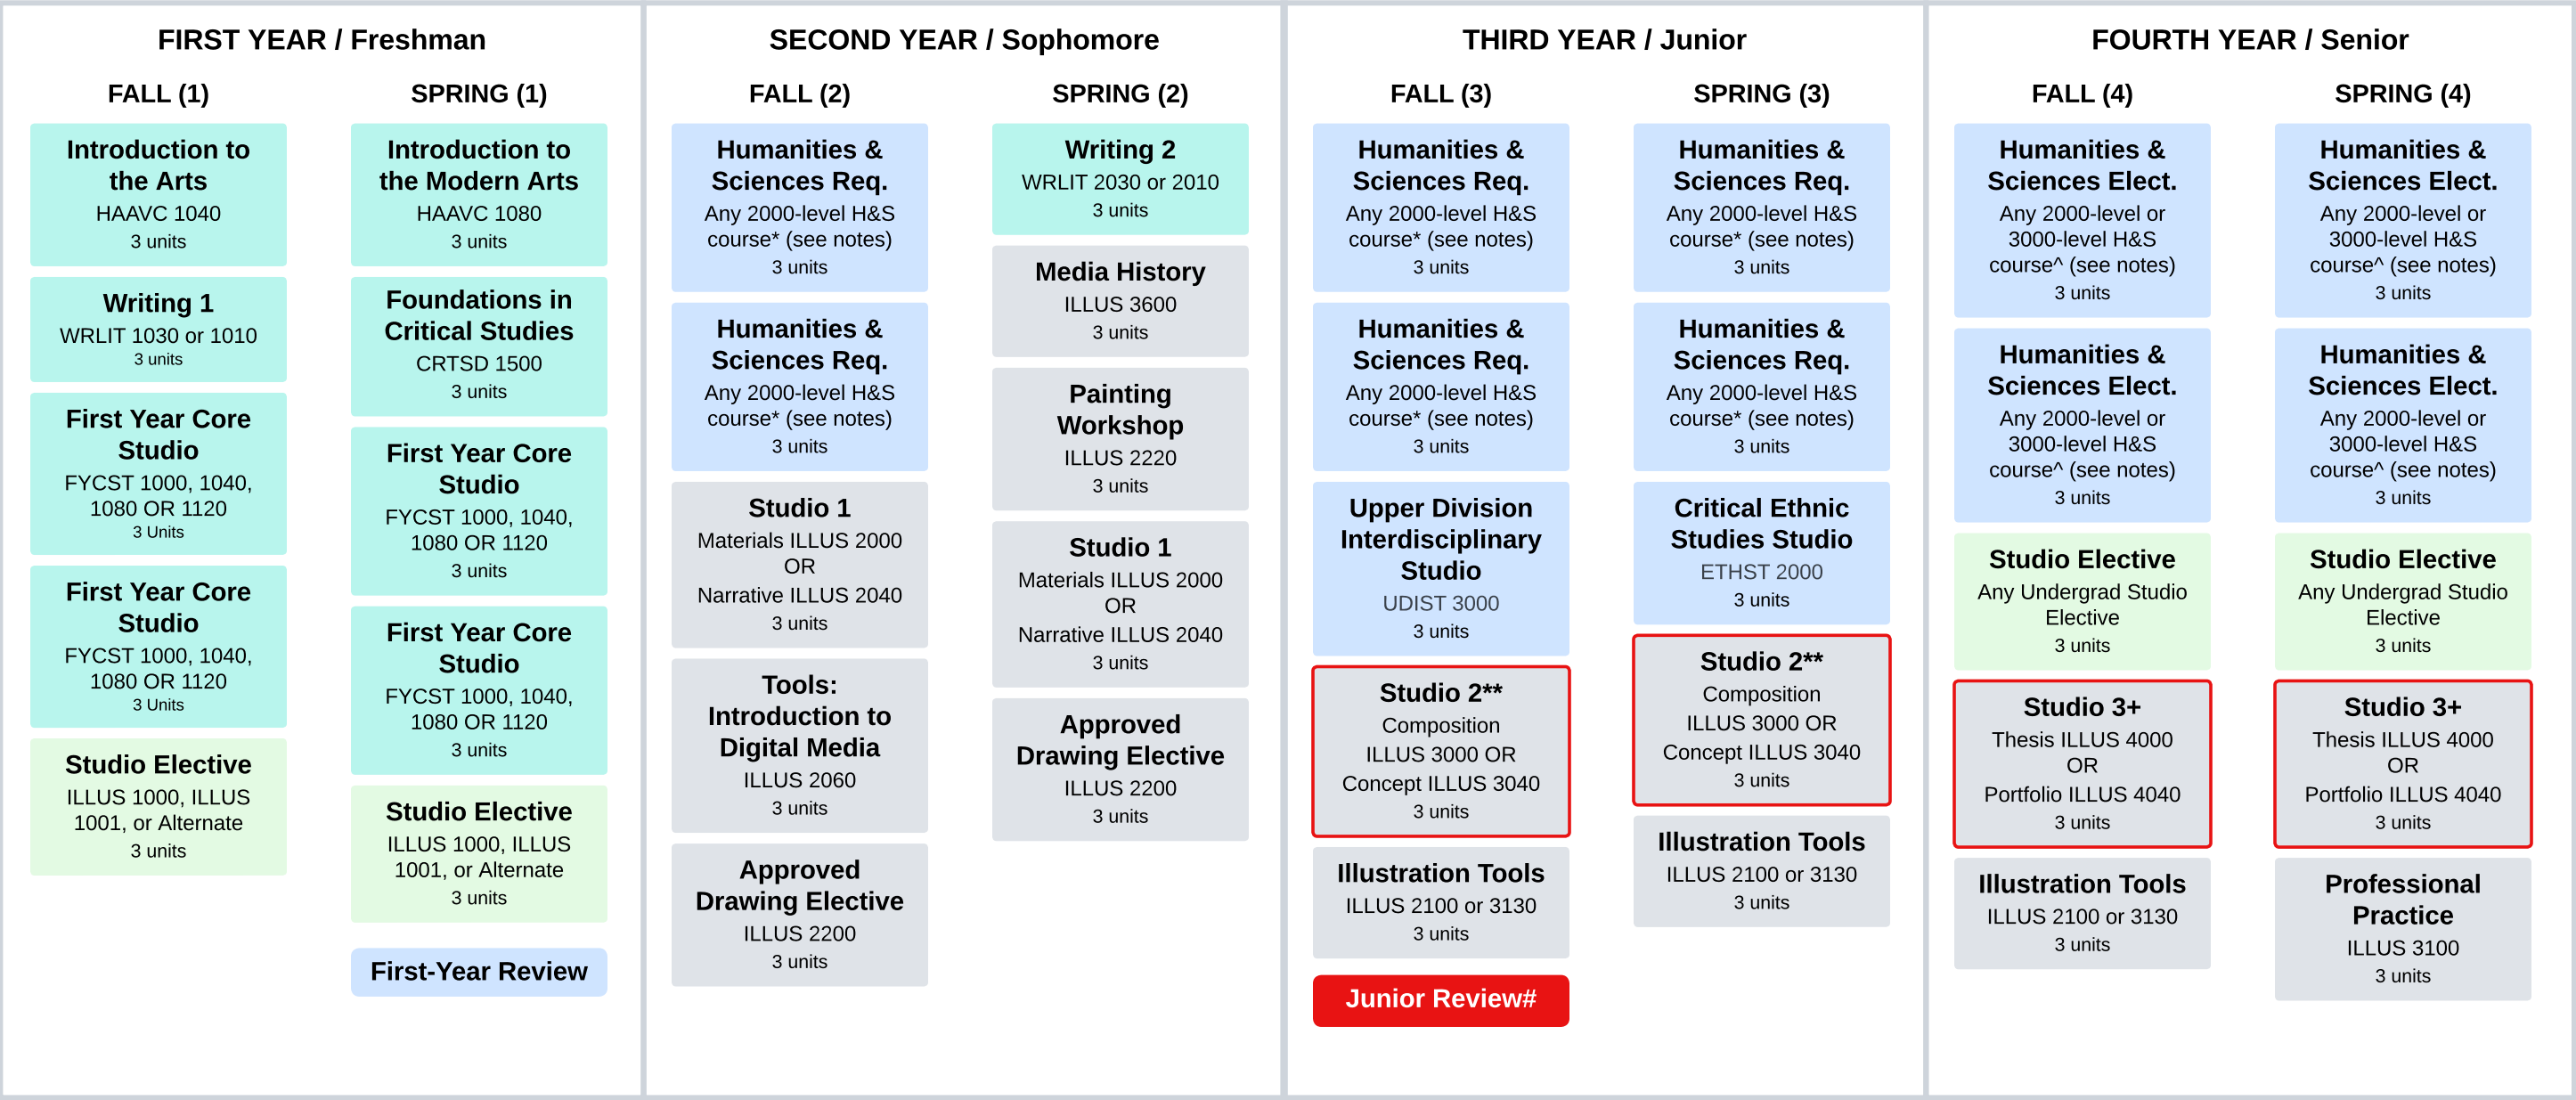 FIRST YEAR / Freshman
FALL (1)
Introduction to
the Arts
HAAVC 1040
3 units
Writing 1
WRLIT 1030 or 1010
3 units
First Year Core
Studio
FYCST 1000, 1040,
1080 OR 1120
3 Units
First Year Core
Studio
FYCST 1000, 1040,
1080 OR 1120
3 Units
Studio Elective
ILLUS 1000, ILLUS
1001, or Alternate
3 units
SPRING (1)
Introduction to
the Modern Arts
HAAVC 1080
3 units
Foundations in
Critical Studies
CRTSD 1500
3 units
First Year Core
Studio
FYCST 1000, 1040,
1080 OR 1120
3 units
First Year Core
Studio
FYCST 1000, 1040,
1080 OR 1120
3 units
Studio Elective
ILLUS 1000, ILLUS
1001, or Alternate
3 units
First-Year Review
SECOND YEAR / Sophomore
FALL (2)
Humanities &
Sciences Req.
Any 2000-level H&S
course* (see notes)
3 units
Humanities &
Sciences Req.
Any 2000-level H&S
course* (see notes)
3 units
Studio 1
Materials ILLUS 2000
OR
Narrative ILLUS 2040
3 units
Tools:
Introduction to
Digital Media
ILLUS 2060
3 units
Approved
Drawing Elective
ILLUS 2200
3 units
SPRING (2)
Writing 2
WRLIT 2030 or 2010
3 units
Media History
ILLUS 3600
3 units
Painting
Workshop
ILLUS 2220
3 units
Studio 1
Materials ILLUS 2000
OR
Narrative ILLUS 2040
3 units
Approved
Drawing Elective
ILLUS 2200
3 units
THIRD YEAR / Junior
FALL (3)
Humanities &
Sciences Req.
Any 2000-level H&S
course* (see notes)
3 units
Humanities &
Sciences Req.
Any 2000-level H&S
course* (see notes)
3 units
Upper Division
Interdisciplinary
Studio
UDIST 3000
3 units
Studio 2**
Composition
ILLUS 3000 OR
Concept ILLUS 3040
3 units
Illustration Tools
ILLUS 2100 or 3130
3 units
Junior Review#
SPRING (3)
Humanities &
Sciences Req.
Any 2000-level H&S
course* (see notes)
3 units
Humanities &
Sciences Req.
Any 2000-level H&S
course* (see notes)
3 units
Critical Ethnic
Studies Studio
ETHST 2000
3 units
Studio 2**
Composition
ILLUS 3000 OR
Concept ILLUS 3040
3 units
Illustration Tools
ILLUS 2100 or 3130
3 units
FOURTH YEAR / Senior
FALL (4)
Humanities &
Sciences Elect.
Any 2000-level or
3000-level H&S
course^ (see notes)
3 units
Humanities &
Sciences Elect.
Any 2000-level or
3000-level H&S
course^ (see notes)
3 units
Studio Elective
Any Undergrad Studio
Elective
3 units
Studio 3+
Thesis ILLUS 4000
OR
Portfolio ILLUS 4040
3 units
Illustration Tools
ILLUS 2100 or 3130
3 units
SPRING (4)
Humanities &
Sciences Elect.
Any 2000-level or
3000-level H&S
course^ (see notes)
3 units
Humanities &
Sciences Elect.
Any 2000-level or
3000-level H&S
course^ (see notes)
3 units
Studio Elective
Any Undergrad Studio
Elective
3 units
Studio 3+
Thesis ILLUS 4000
OR
Portfolio ILLUS 4040
3 units
Professional
Practice
ILLUS 3100
3 units